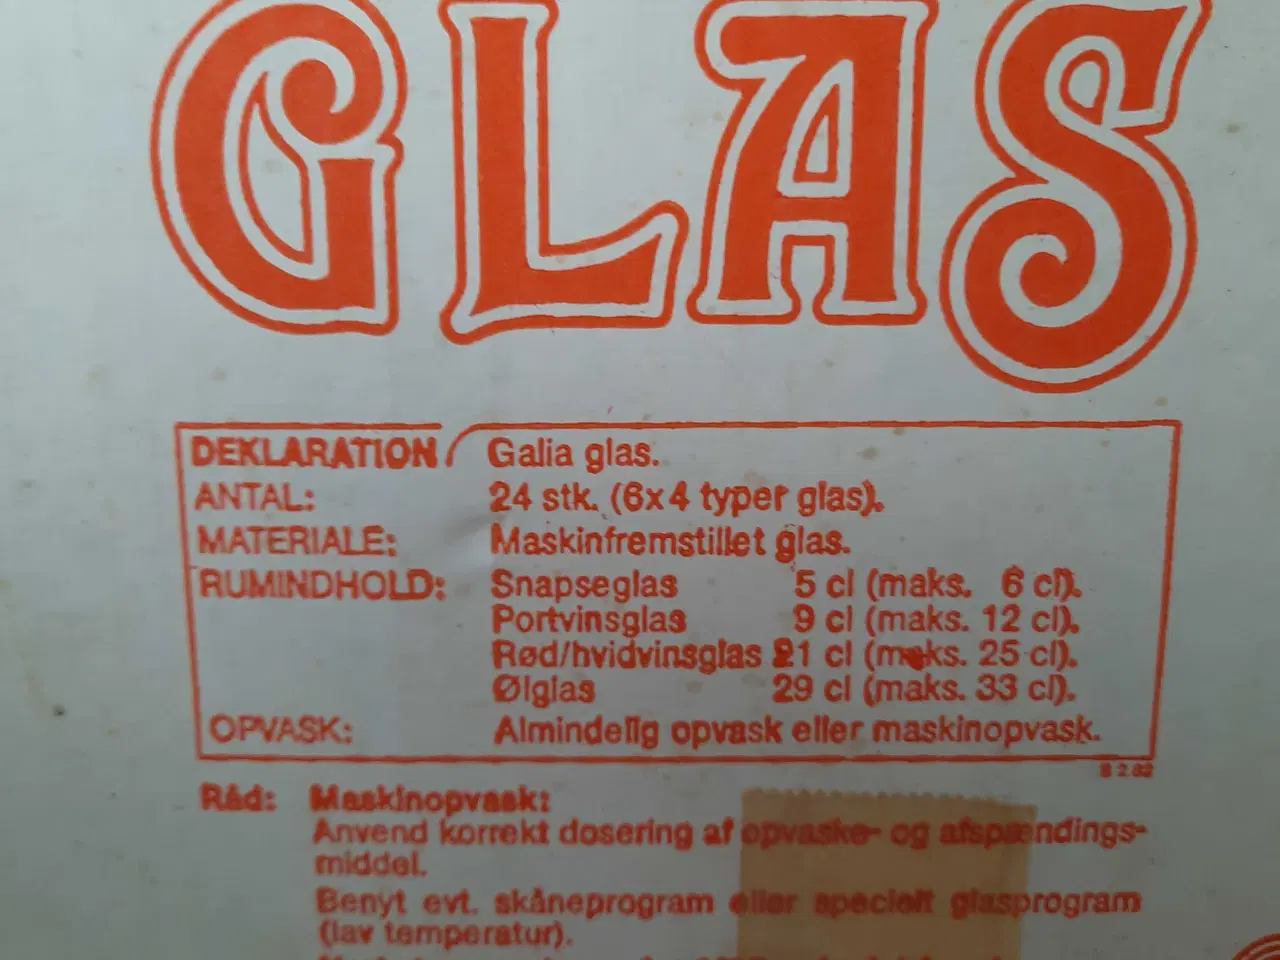 GLAS
DEKLARATION Galia glas.
ANTAL: 24 stk. (6x4 typer glas).
MATERIALE: Maskinfremstillet glas.
RUMINDHOLD: Snapseglas 5 cl (maks. 6 cl).
Portvinsglas 9 cl (maks. 12 cl).
Rød/hvidvinsglas 21 cl (maks. 25 cl).
Ølglas 29 cl (maks. 33 cl).
OPVASK: Almindelig opvask eller maskinopvask.
Råd: Maskinopvask:
Anvend korrekt dosering af opvaske- og afspændings-
middel.
Benyt evt. skåneprogram eller specielt glasprogram
(lav temperatur).